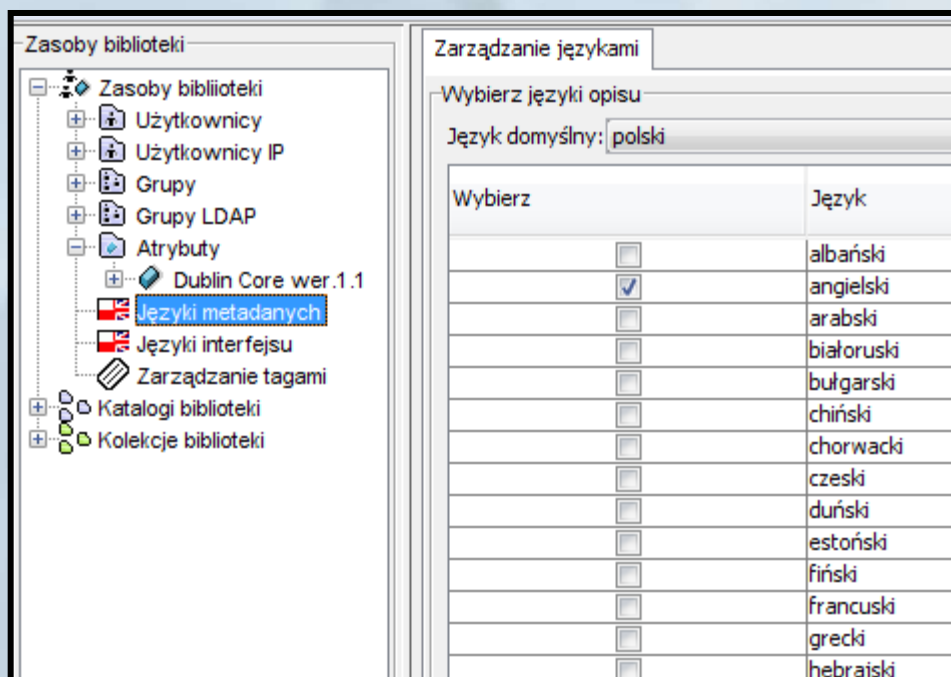 Zasoby biblioteki
Zasoby bibliioteki
Użytkownicy
Użytkownicy IP
Grupy
Grupy LDAP
Atrybuty
Dublin Core wer.1.1
Języki metadanych
Języki interfejsu
Zarządzanie tagami
Katalogi biblioteki
Kolekcje biblioteki
Zarządzanie językami
Wybierz języki opisu
Język domyślny: polski
Wybierz Język
albański
angielski
arabski
białoruski
bułgarski
chiński
chorwacki
czeski
duński
estoński
fiński
francuski
grecki
hebrajski